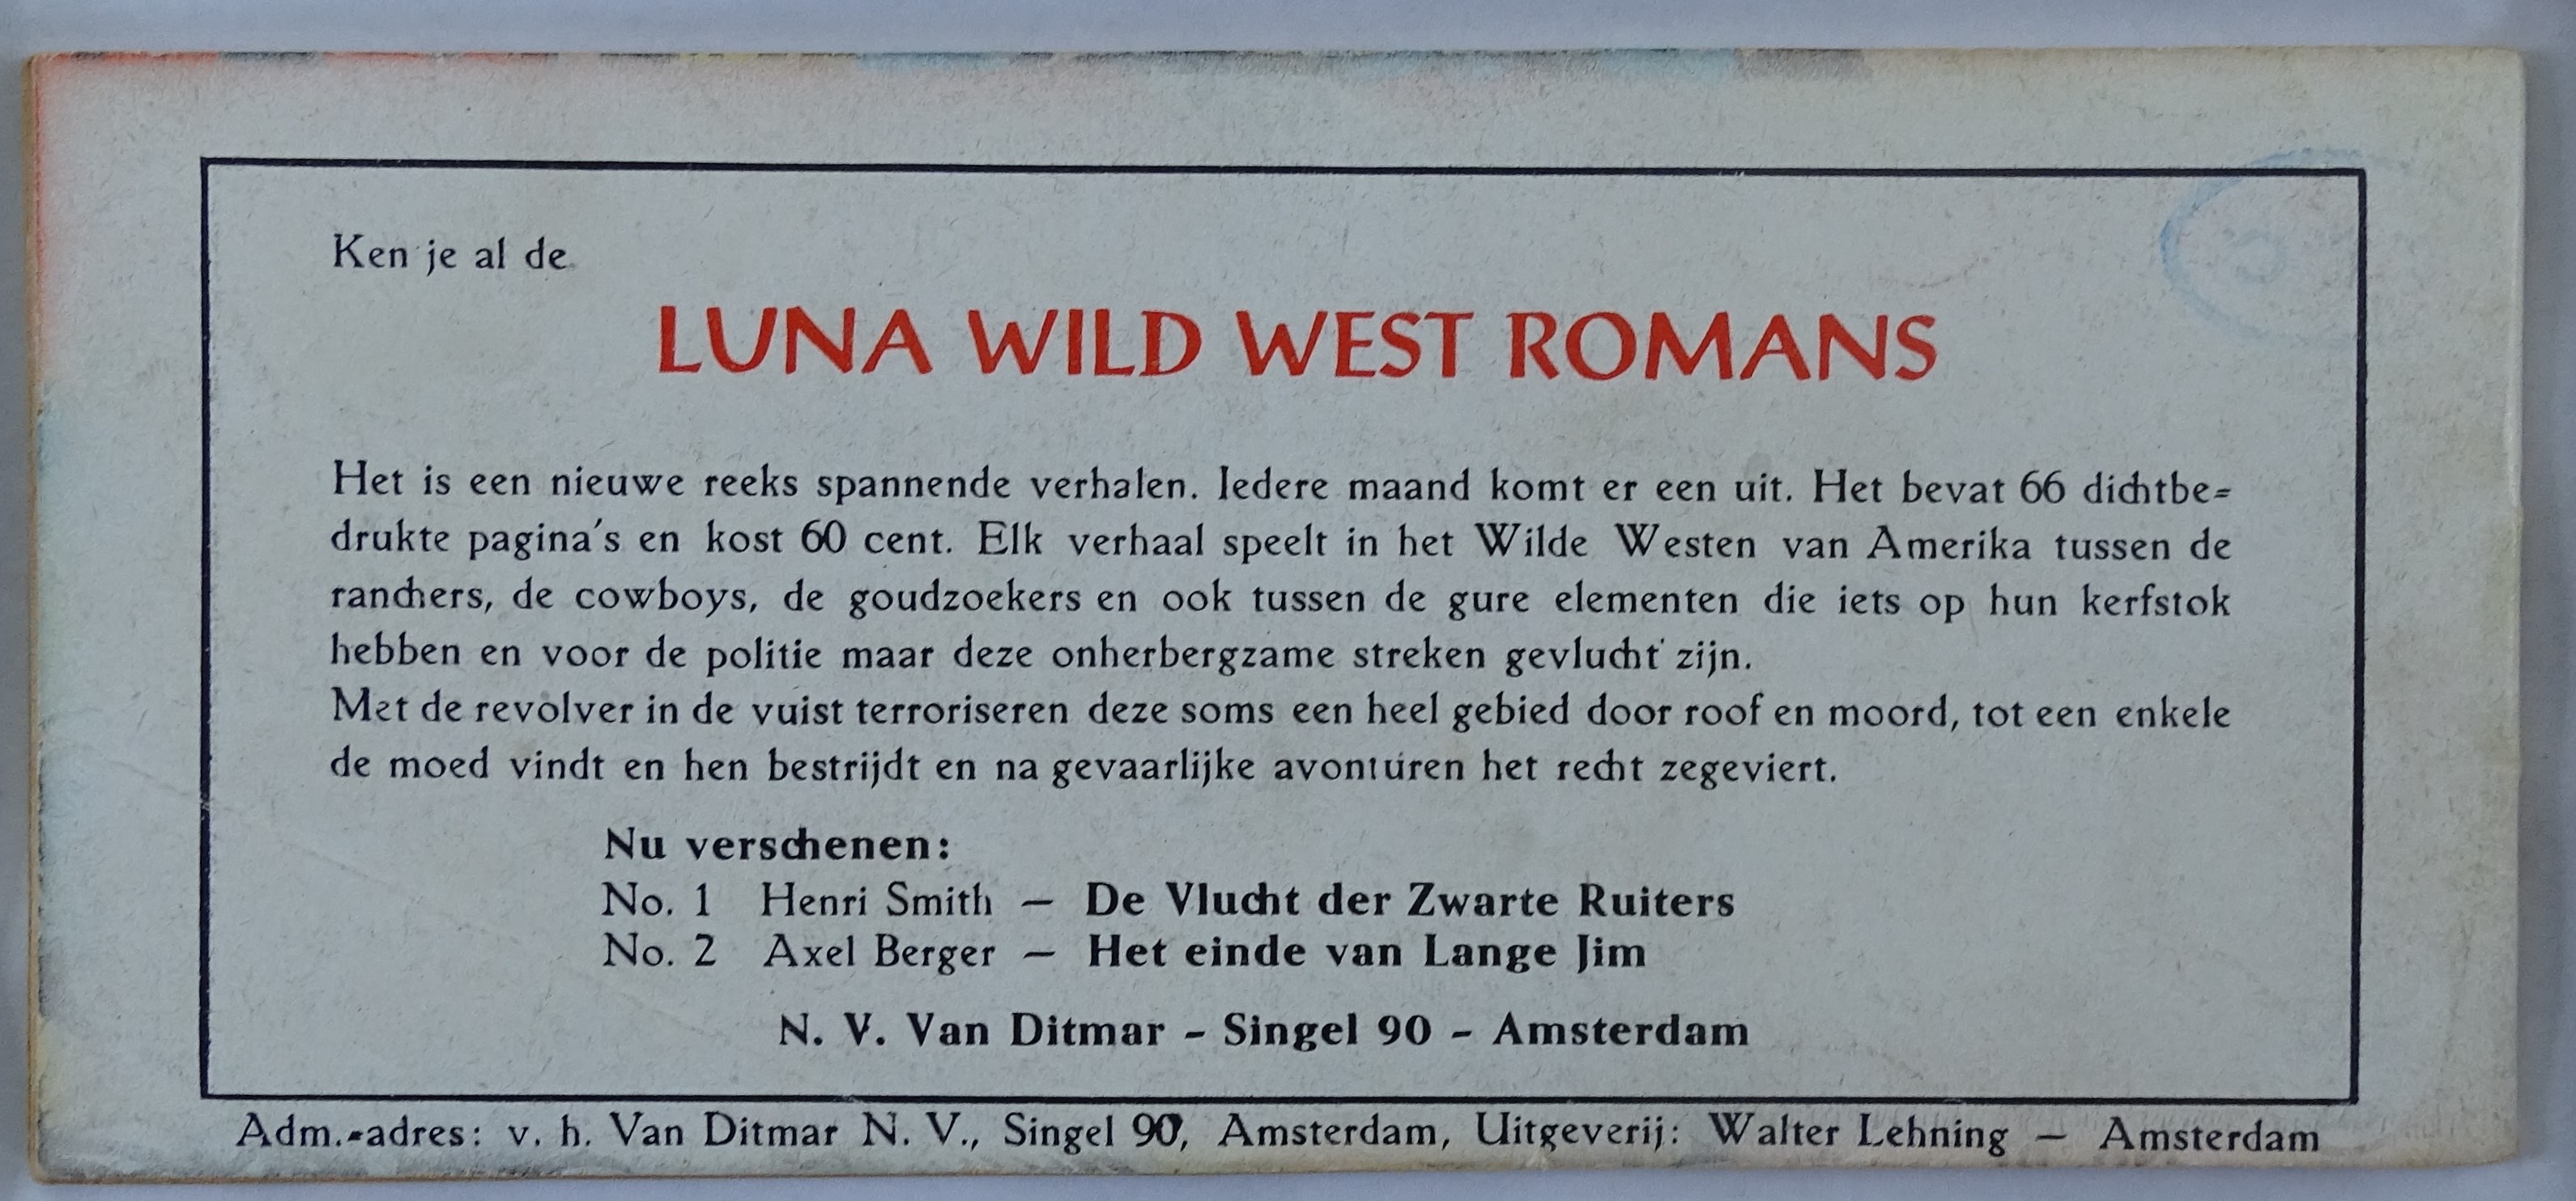 Ken je al de
LUNA WILD WEST ROMANS
Het is een nieuwe reeks spannende verhalen. Iedere maand komt er een uit. Het bevat 66 dichtbe=
drukte pagina's en kost 60 cent. Elk verhaal speelt in het Wilde Westen van Amerika tussen de
ranchers, de cowboys, de goudzoekers en ook tussen de gure elementen die iets op hun kerfstok
hebben en voor de politie maar deze onherbergzame streken gevlucht zijn.
Met de revolver in de vuist terroriseren deze soms een heel gebied door roof en moord, tot een enkele
de moed vindt en hen bestrijdt en na gevaarlijke avonturen het recht zegeviert.
Nu verschenen:
No. 1 Henri Smith — De Vlucht der Zwarte Ruiters
No. 2 Axel Berger — Het einde van Lange Jim
N. V. Van Ditmar - Singel 90 - Amsterdam
Adm.=adres: v. h. Van Ditmar N. V., Singel 90, Amsterdam, Uitgeverij: Walter Lehning — Amsterdam